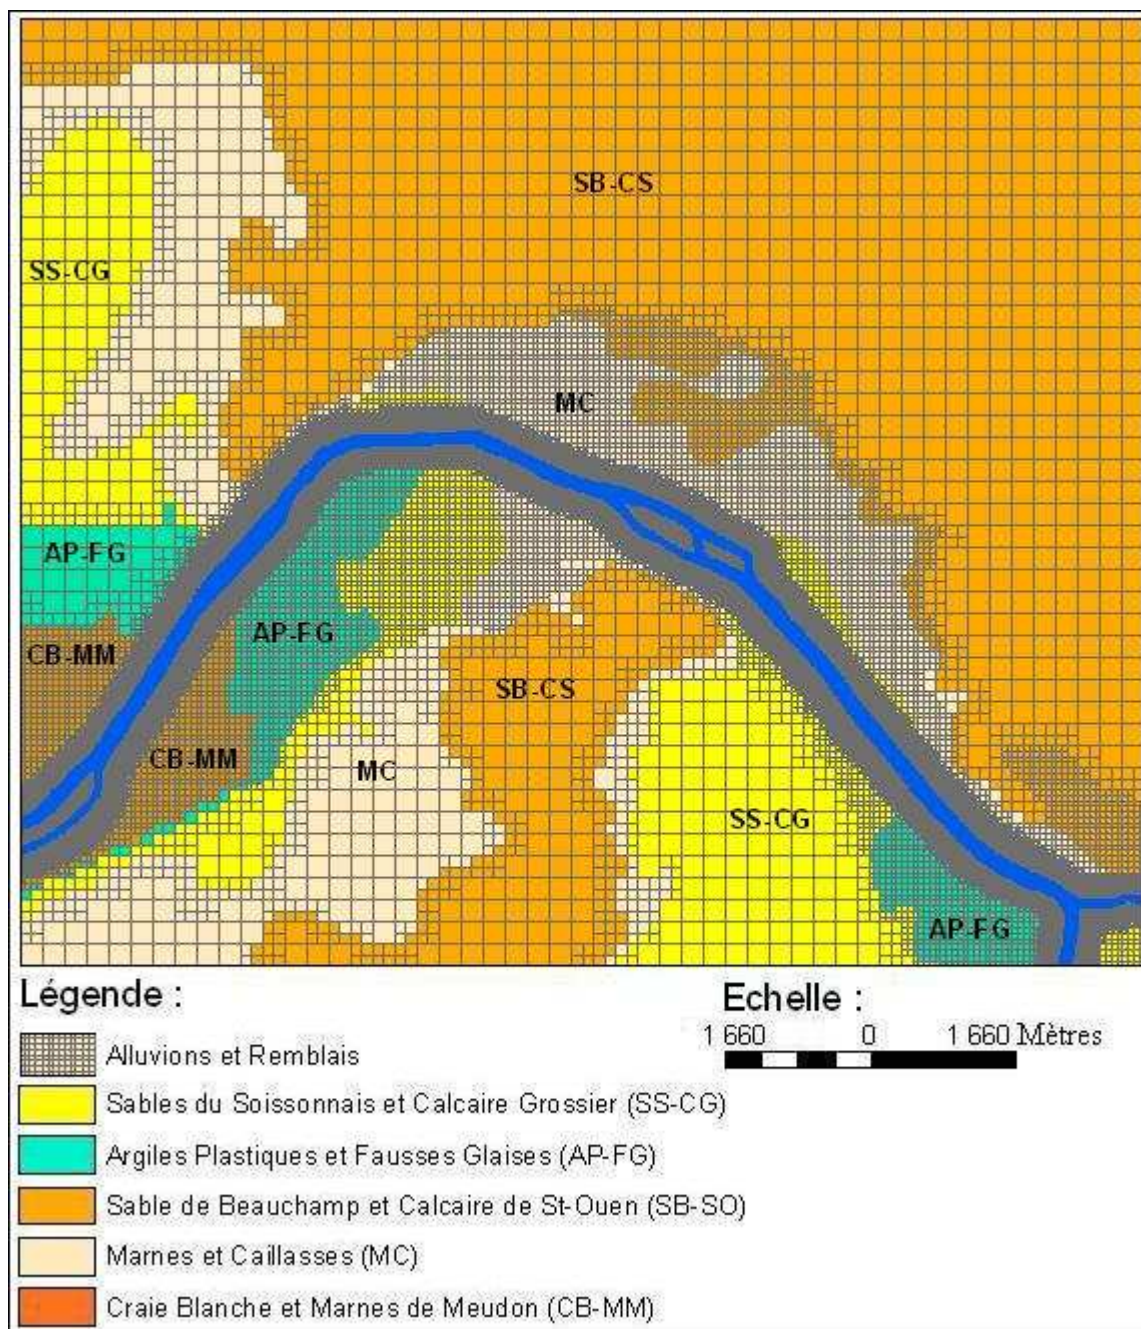 SB-CS
SS-CG
MC
AP-FG
AP-FG
CB-MM
SB-CS
CB-MM
MC
SS-CG
AP-FG
Légende :
Echelle :
1 660 0 1 660 Mètres
Alluvions et Remblais
Sables du Soissonnais et Calcaire Grossier (SS-CG)
Argiles Plastiques et Fausses Glaises (AP-FG)
Sable de Beauchamp et Calcaire de St-Ouen (SB-SO)
Marnes et Caillasses (MC)
Craie Blanche et Marnes de Meudon (CB-MM)